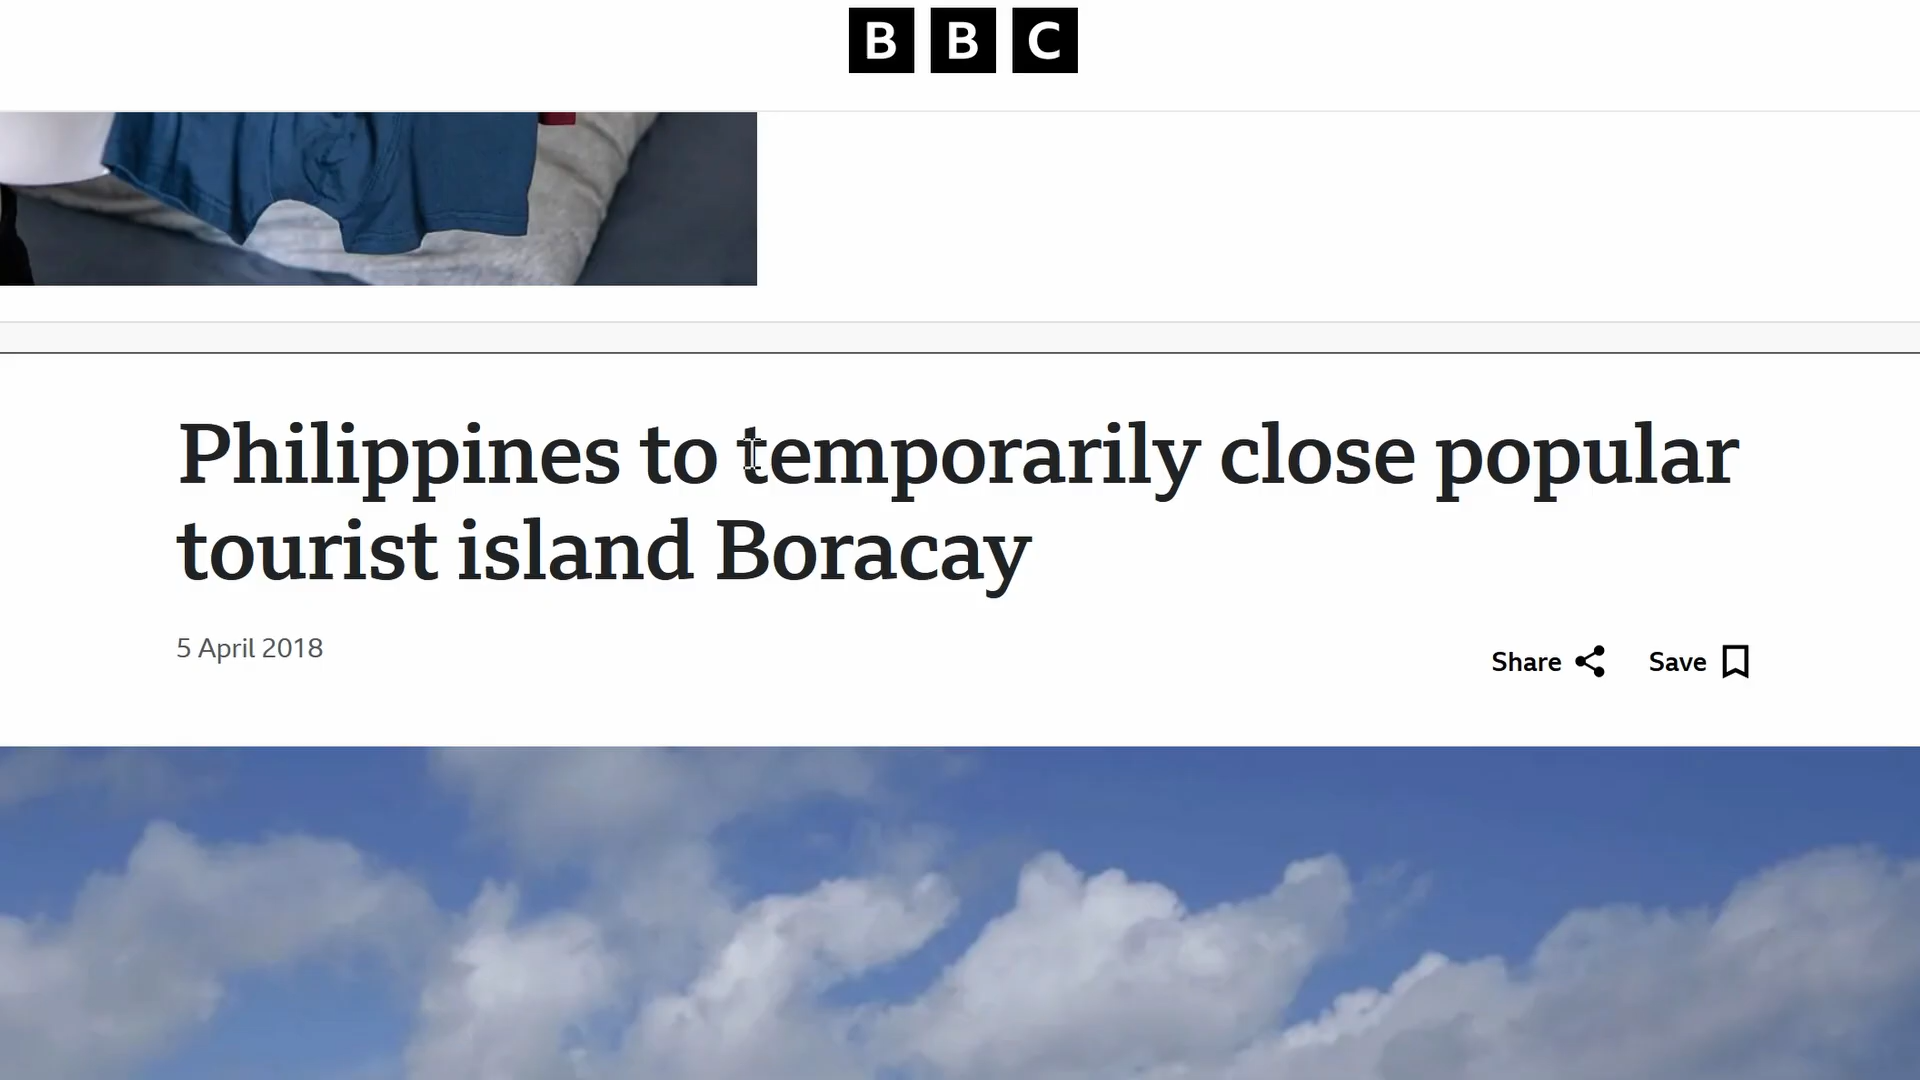 BBC
Philippines to temporarily close popular
tourist island Boracay
5 April 2018
Share
Save